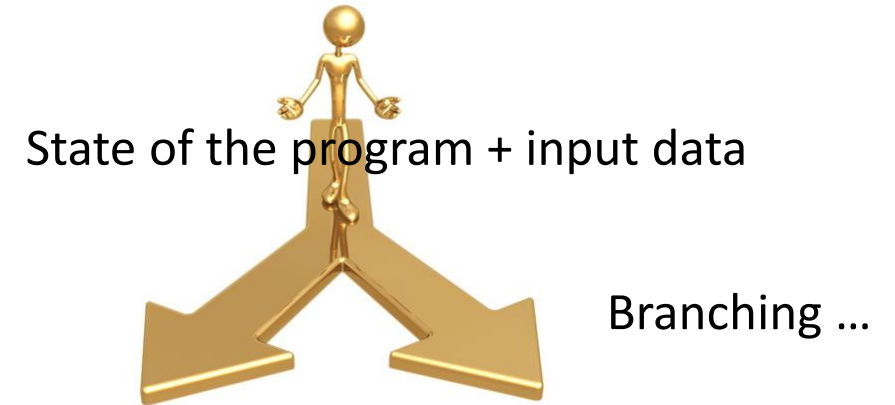 State of the program + input data
Branching ...